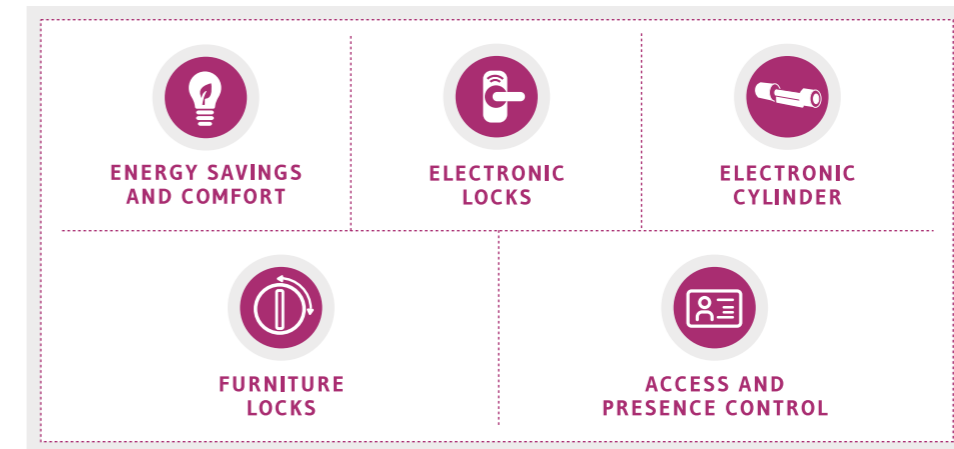 ENERGY SAVINGS
AND COMFORT
ELECTRONIC
LOCKS
ELECTRONIC
CYLINDER
FURNITURE
LOCKS
ACCESS AND
PRESENCE CONTROL